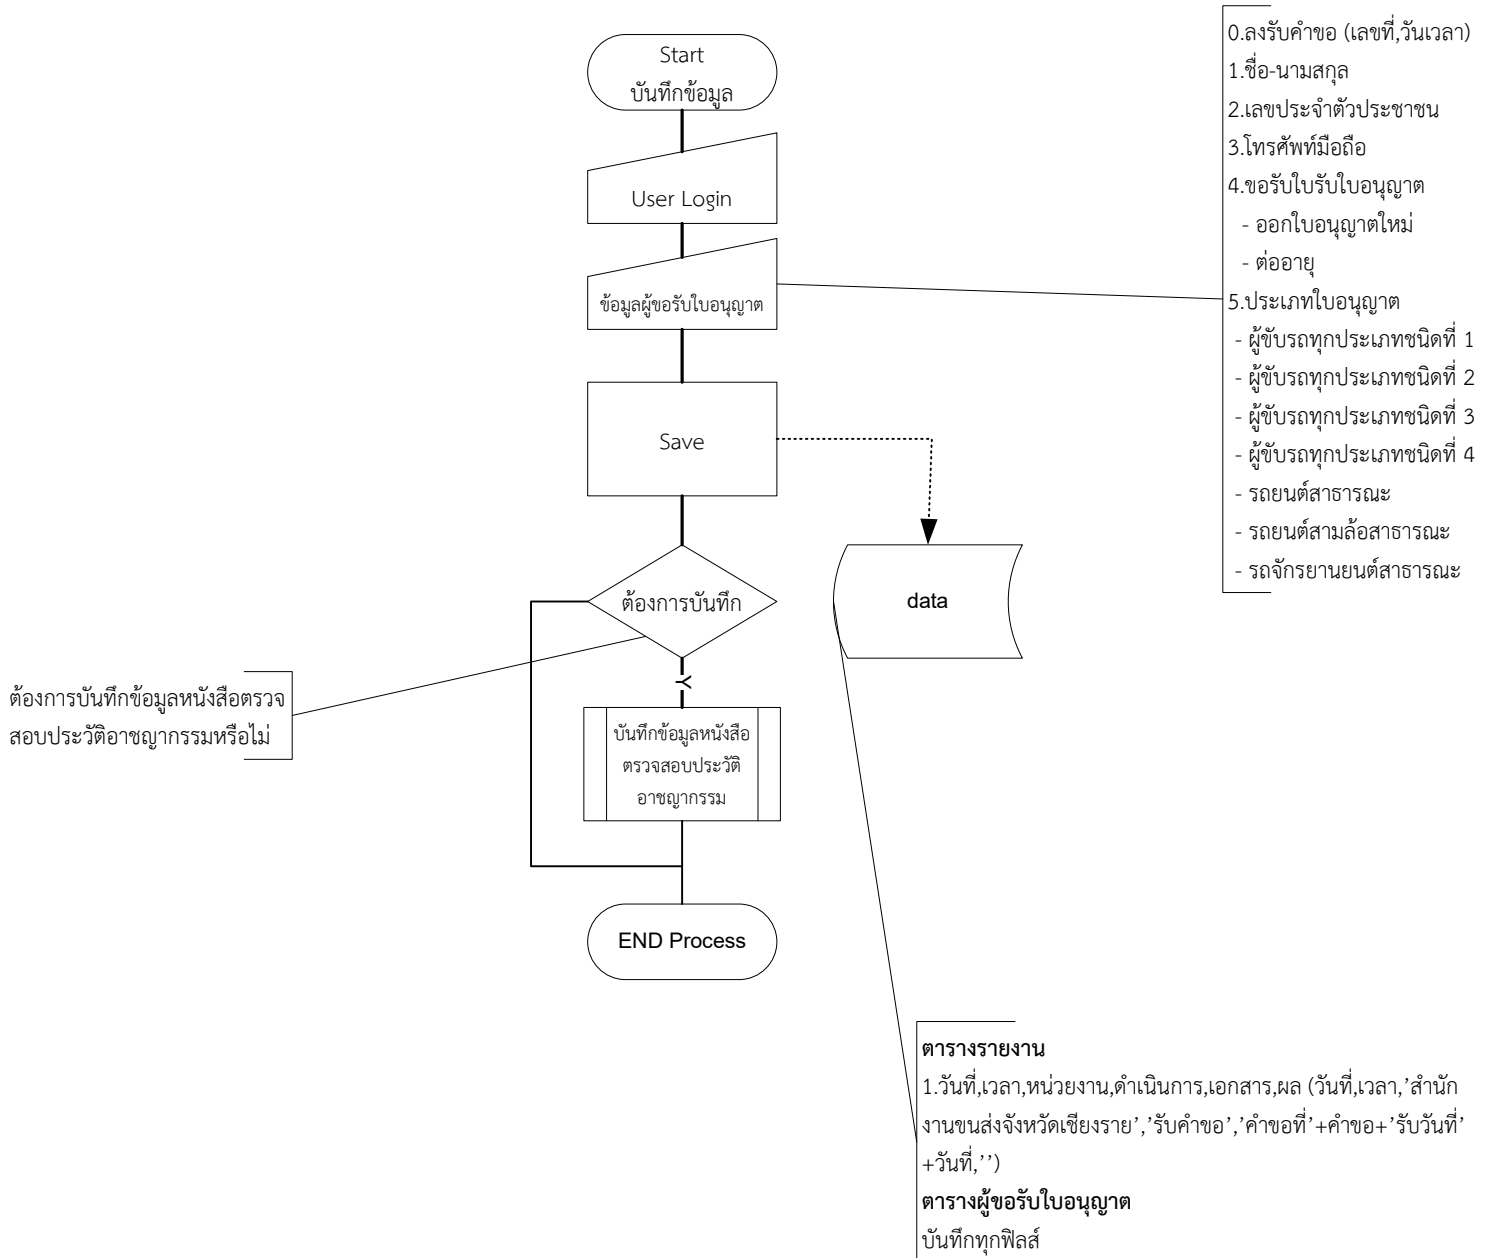 Start
บันทึกข้อมูล
User Login
ข้อมูลผู้ขอรับใบอนุญาต
Save
ต้องการบันทึก
Y
บันทึกข้อมูลหนังสือ
ตรวจสอบประวัติ
อาชญากรรม
END Process
data
ต้องการบันทึกข้อมูลหนังสือตรวจ
สอบประวัติอาชญากรรมหรือไม่
0.ลงรับคำขอ (เลขที่,วันเวลา)
1.ชื่อ-นามสกุล
2.เลขประจำตัวประชาชน
3.โทรศัพท์มือถือ
4.ขอรับใบรับใบอนุญาต
- ออกใบอนุญาตใหม่
- ต่ออายุ
5.ประเภทใบอนุญาต
- ผู้ขับรถทุกประเภทชนิดที่ 1
- ผู้ขับรถทุกประเภทชนิดที่ 2
- ผู้ขับรถทุกประเภทชนิดที่ 3
- ผู้ขับรถทุกประเภทชนิดที่ 4
- รถยนต์สาธารณะ
- รถยนต์สามล้อสาธารณะ
- รถจักรยานยนต์สาธารณะ
ตารางรายงาน
1.วันที่,เวลา,หน่วยงาน,ดำเนินการ,เอกสาร,ผล (วันที่,เวลา,’สำนัก
งานขนส่งจังหวัดเชียงราย’,’รับคำขอ’,’คำขอที่’+คำขอ+’รับวันที่’
+วันที่,’’)
ตารางผู้ขอรับใบอนุญาต
บันทึกทุกฟิลส์